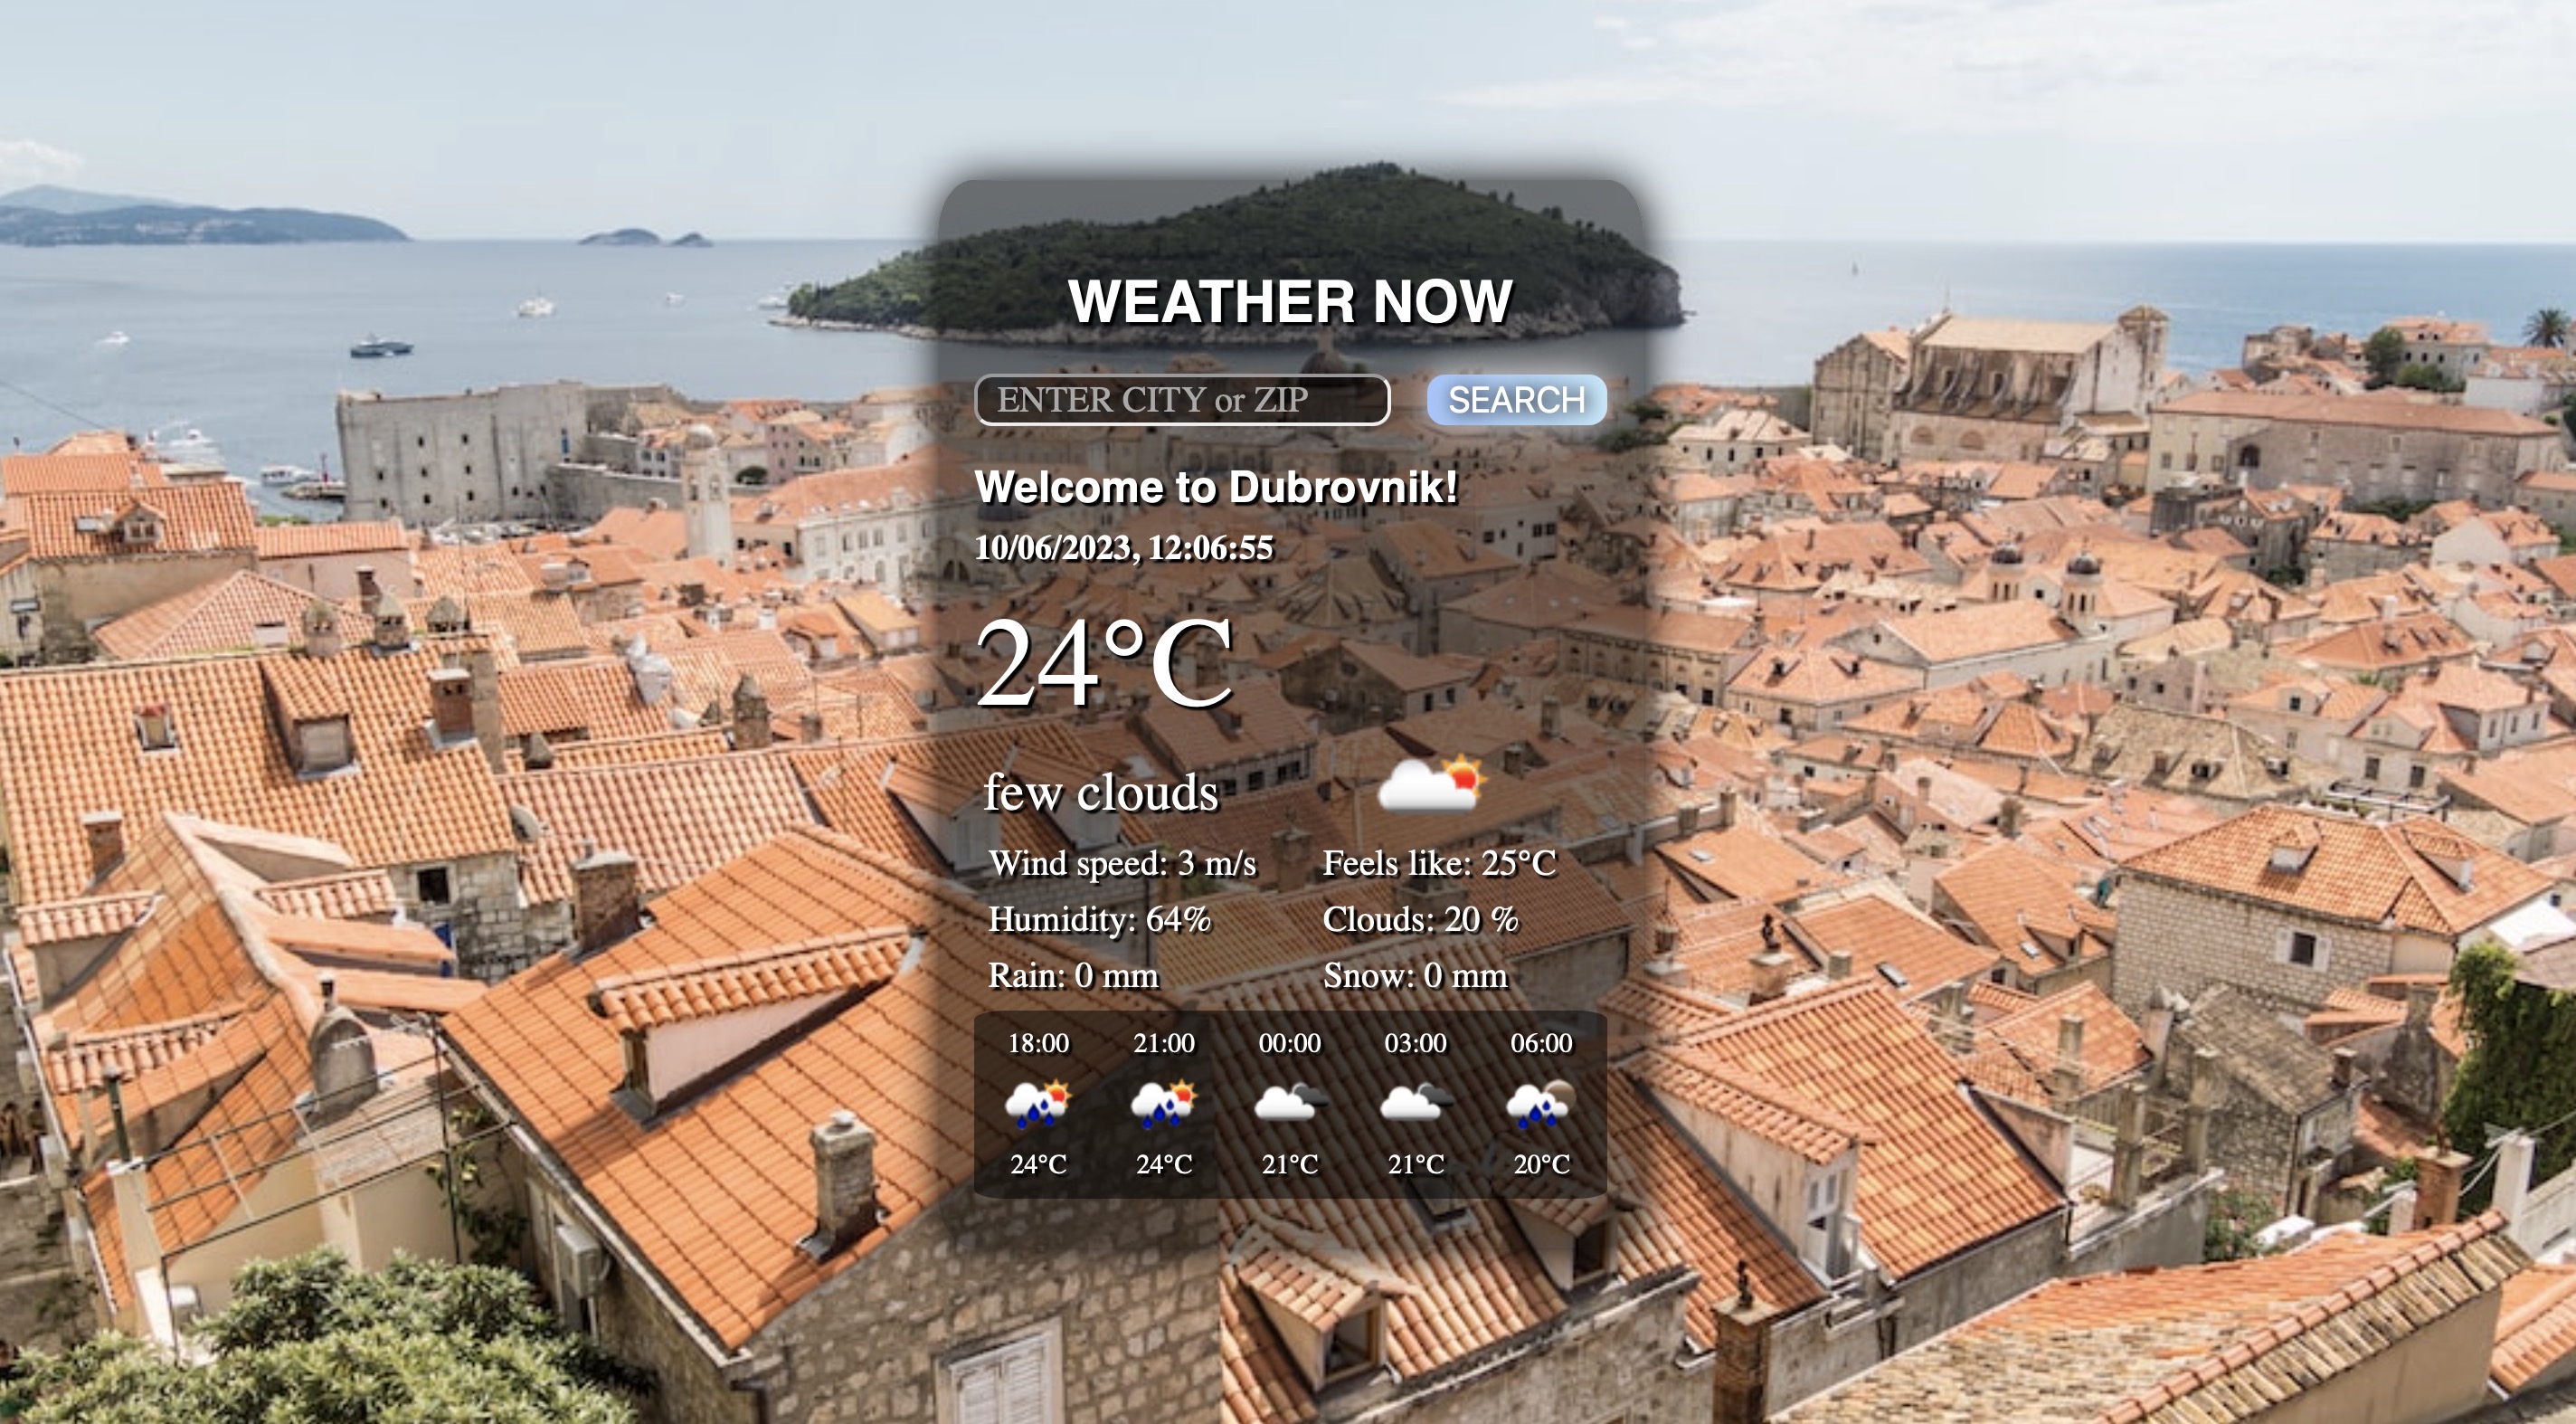 WEATHER NOW
ENTER CITY or ZIP SEARCH
Welcome to Dubrovnik!
10/06/2023, 12:06:55
24°C
few clouds
Wind speed: 3 m/s Feels like: 25°C
Humidity: 64% Clouds: 20 %
Rain: 0 mm Snow: 0 mm
18:00 21:00 00:00 03:00 06:00
24°C 24°C 21°C 21°C 20°C